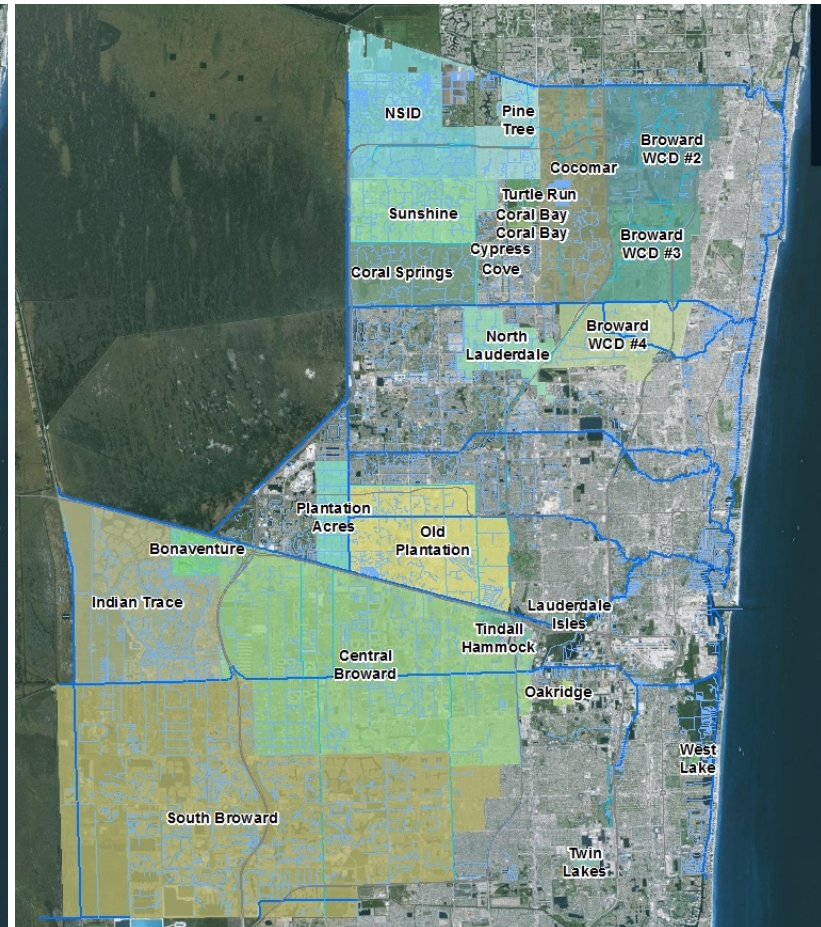 NSID
Pine
Tree
Broward
WCD #2
Cocomar
Turtle Run
Sunshine
Coral Bay
Coral Bay
Broward
WCD #3
Cypress
Cove
Coral Springs
North
Lauderdale
Broward
WCD #4
Plantation
Acres
Old
Plantation
Bonaventure
Indian Trace
Lauderdale
Isles
Tindall
Hammock
Central
Broward
Oakridge
West
Lake
South Broward
Twin
Lakes